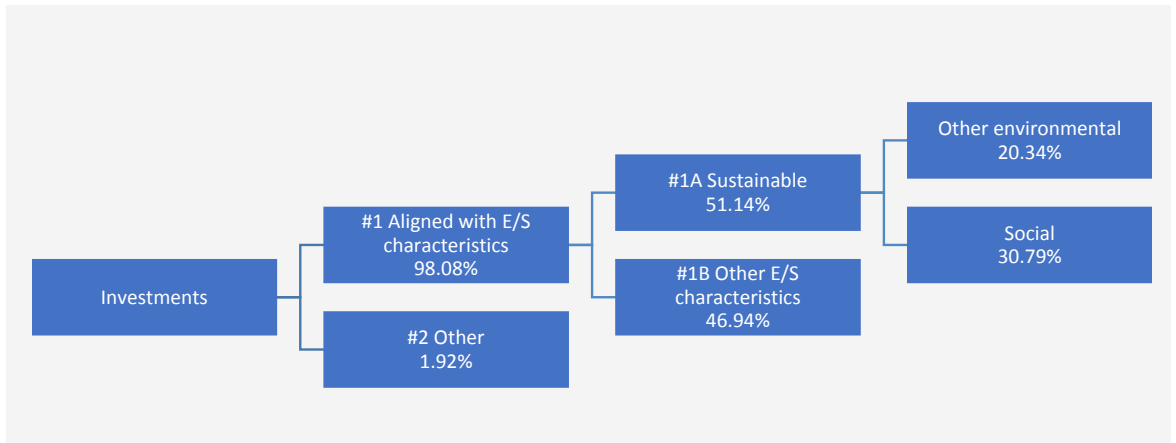 Investments
#1 Aligned with E/S
characteristics
98.08%
#2 Other
1.92%
#1A Sustainable
51.14%
#1B Other E/S
characteristics
46.94%
Other environmental
20.34%
Social
30.79%